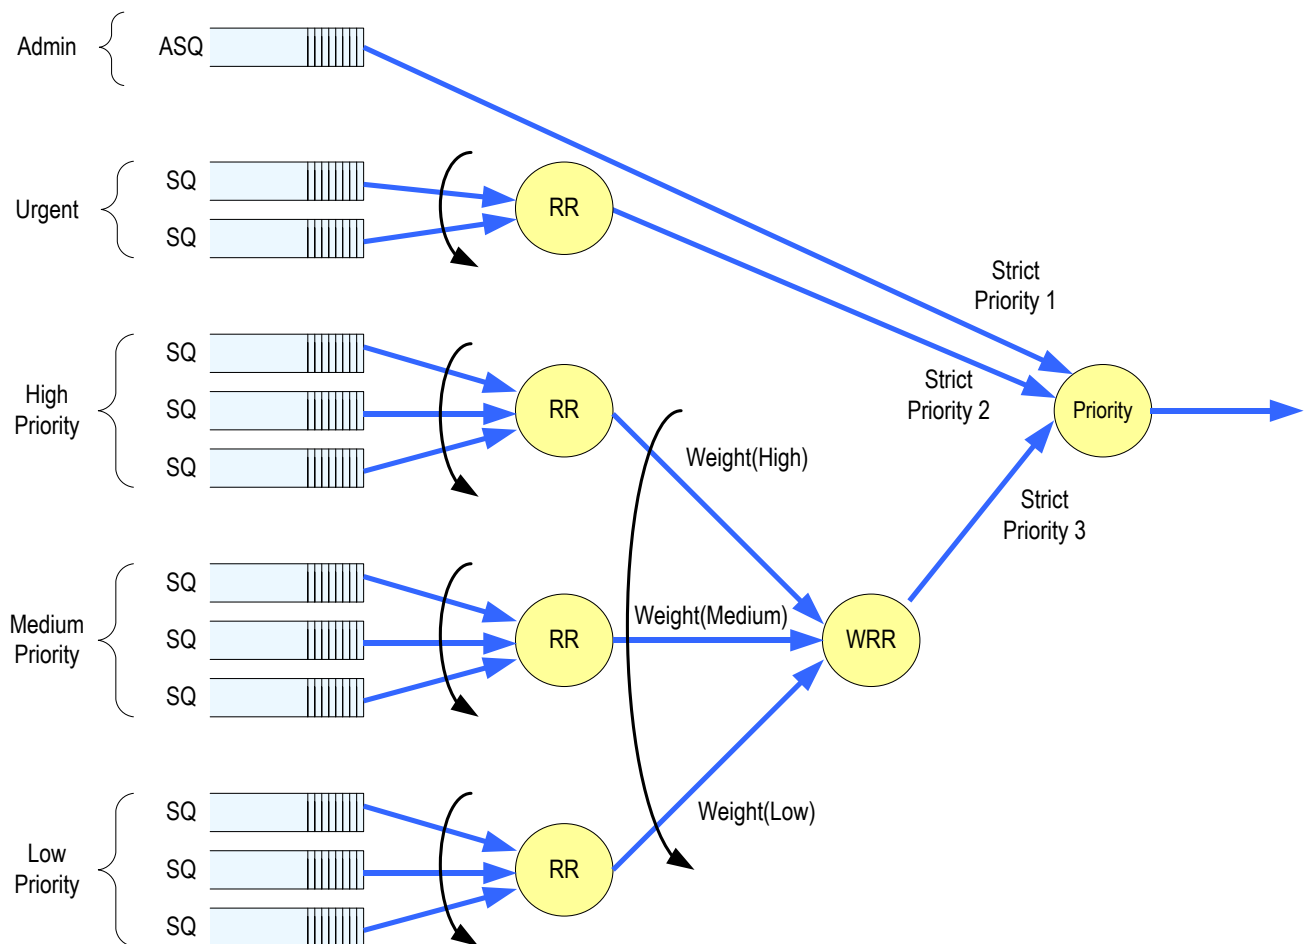 Admin
ASQ
Urgent
SQ
SQ
RR
Strict
Priority 1
High
Priority
SQ
SQ
SQ
RR
Strict
Priority 2
Priority
Weight(High)
Strict
Priority 3
Medium
Priority
SQ
SQ
SQ
RR
Weight(Medium)
WRR
Low
Priority
SQ
SQ
SQ
RR
Weight(Low)